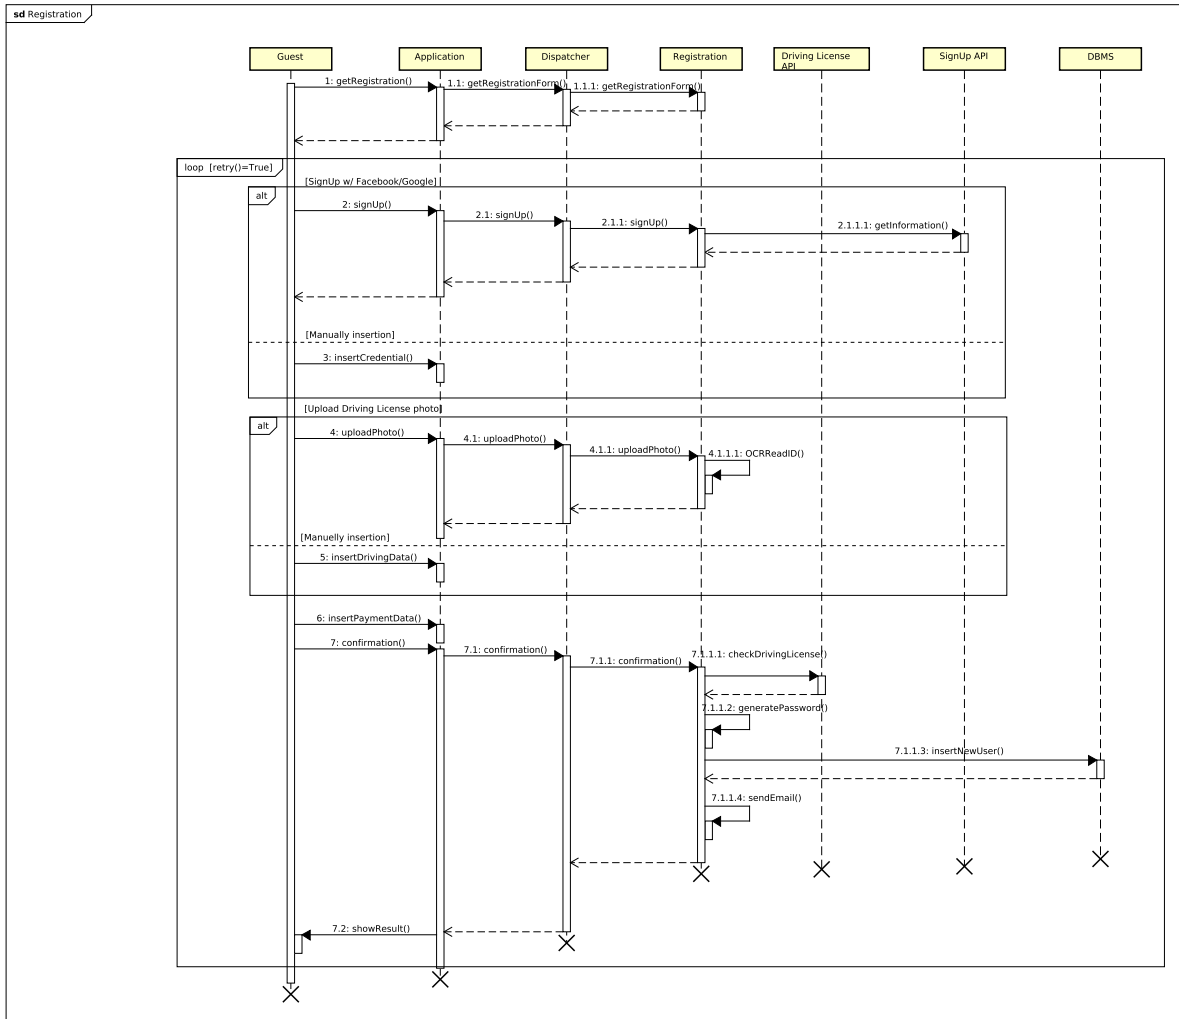 sd Registration
Guest
Application
Dispatcher
Registration
Driving License
API
SignUp API
DBMS
1: getRegistration()
1.1: getRegistrationForm()
1.1.1: getRegistrationForm()
loop [retry()=True]
[SignUp w/ Facebook/Google]
alt
2: signUp()
2.1: signUp()
2.1.1: signUp()
2.1.1.1: getInformation()
[Manually insertion]
3: insertCredential()
[Upload Driving License photo]
alt
4: uploadPhoto()
4.1: uploadPhoto()
4.1.1: uploadPhoto()
4.1.1.1: OCRReadID()
[Manuelly insertion]
5: insertDrivingData()
6: insertPaymentData()
7: confirmation()
7.1: confirmation()
7.1.1: confirmation()
7.1.1.1: checkDrivingLicense()
7.1.1.2: generatePassword()
7.1.1.3: insertNewUser()
7.1.1.4: sendEmail()
7.2: showResult()